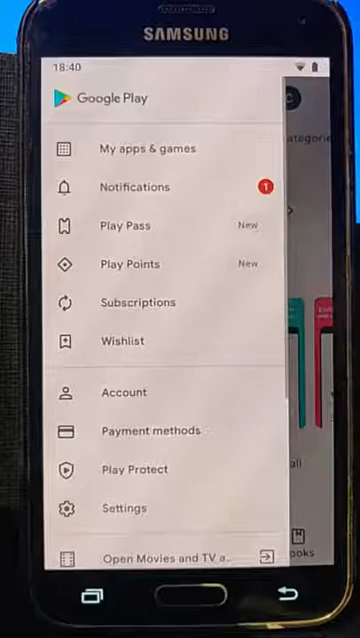 SAMSUNG
18:40
Google Play
My apps & games
Notifications 1
Play Pass New
Play Points New
Subscriptions
Wishlist
Account
Payment methods
Play Protect
Settings
Open Movies and TV a..